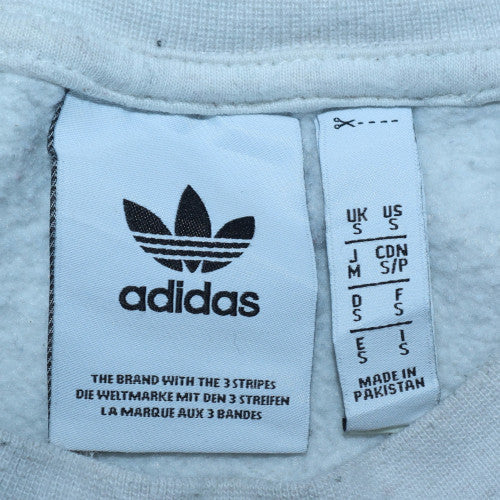 adidas
THE BRAND WITH THE 3 STRIPES
DIE WELTMARKE MIT DEN 3 STREIFEN
LA MARQUE AUX 3 BANDES
UK US
S S
J CDN
M S/P
D F
S S
E I
S S
MADE IN
PAKISTAN